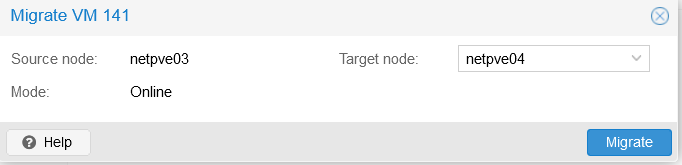 Migrate VM 141
Source node: netpve03 Target node: netpve04
Mode: Online
Help Migrate